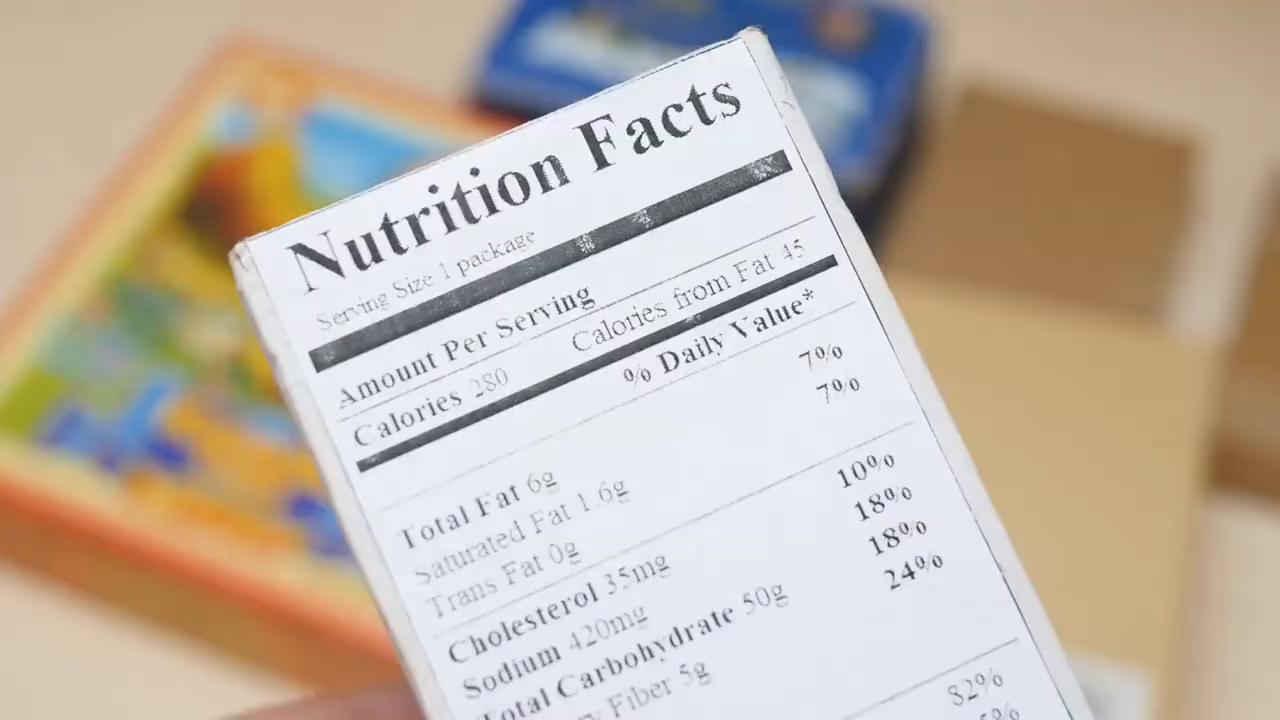 Nutrition Facts
Serving Size 1 package
Amount Per Serving
Calories 280 Calories from Fat 45
% Daily Value*
Total Fat 6g 7%
Saturated Fat 1.6g 7%
Trans Fat 0g
Cholesterol 35mg 10%
Sodium 420mg 18%
Total Carbohydrate 50g 18%
Fiber 5g 24%
82%